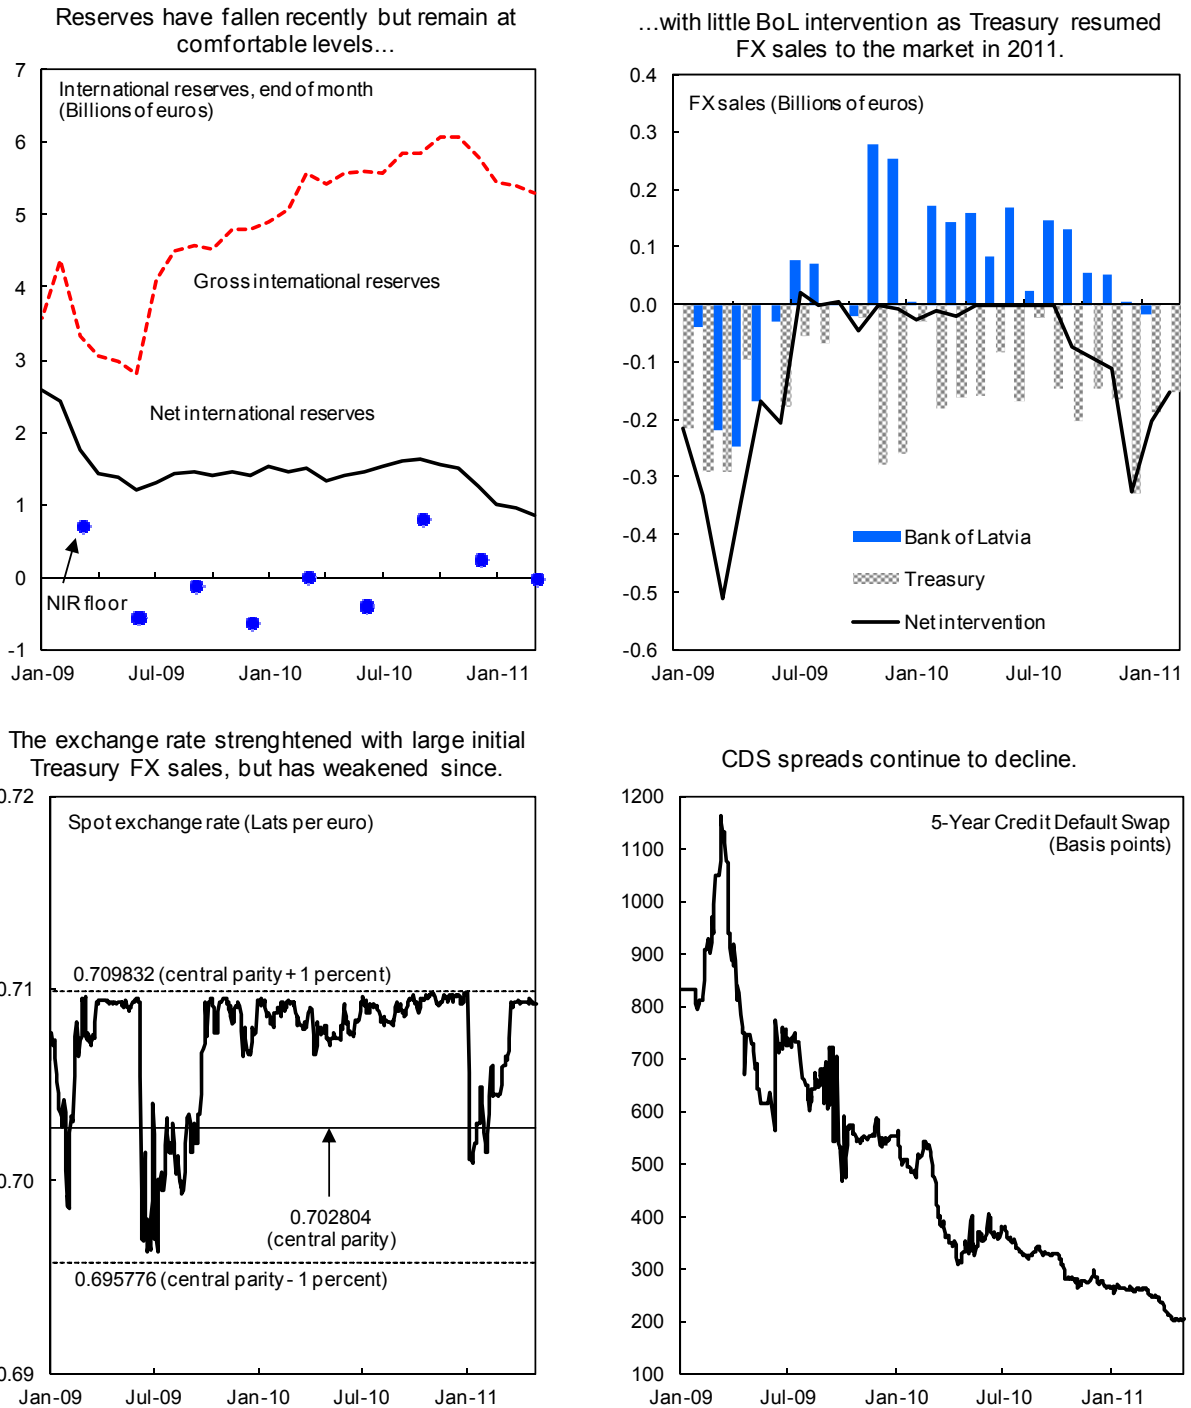 Reserves have fallen recently but remain at
comfortable levels...
7
International reserves, end of month
(Billions of euros)
6
5
Gross international reserves
4
3
Net international reserves
2
1
0
NIR floor
-1
Jan-09 Jul-09 Jan-10 Jul-10 Jan-11
...with little BoL intervention as Treasury resumed
FX sales to the market in 2011.
0.4
FX sales (Billions of euros)
0.3
0.2
0.1
0.0
-0.1
-0.2
-0.3
-0.4
Bank of Latvia
Treasury
-0.5
Net intervention
-0.6
Jan-09 Jul-09 Jan-10 Jul-10 Jan-11
The exchange rate strenghtened with large initial
Treasury FX sales, but has weakened since.
0.72
Spot exchange rate (Lats per euro)
0.709832 (central parity + 1 percent)
0.71
0.70
0.702804
(central parity)
0.695776 (central parity - 1 percent)
0.69
Jan-09 Jul-09 Jan-10 Jul-10 Jan-11
CDS spreads continue to decline.
1200
5-Year Credit Default Swap
(Basis points)
1100
1000
900
800
700
600
500
400
300
200
100
Jan-09 Jul-09 Jan-10 Jul-10 Jan-11